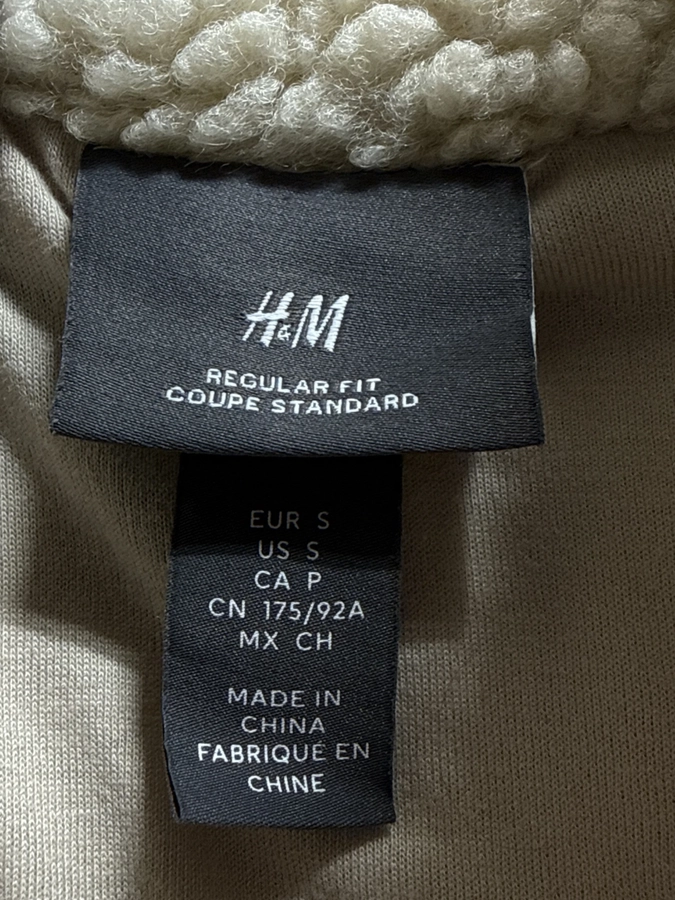 H&M
REGULAR FIT
COUPE STANDARD
EUR S
US S
CA P
CN 175/92A
MX CH
MADE IN
CHINA
FABRIQUÉ EN
CHINE